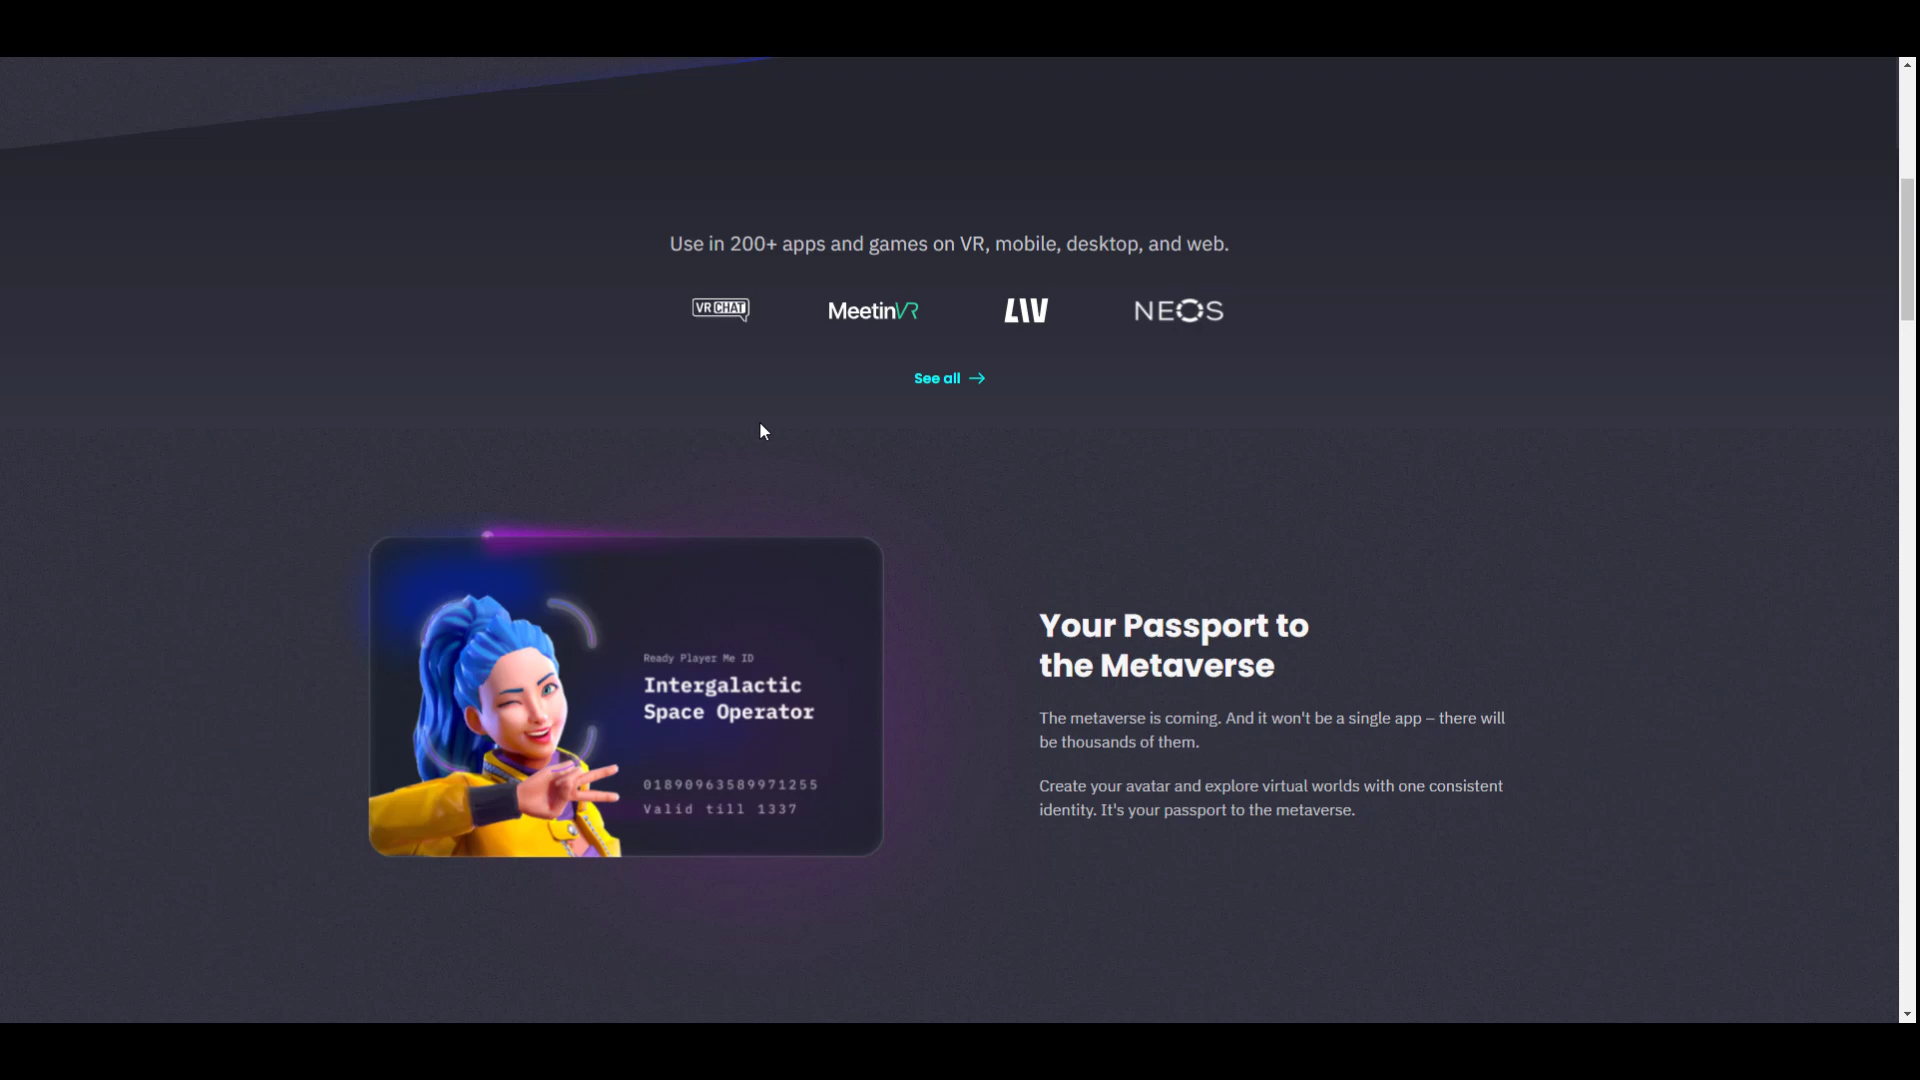 Use in 200+ apps and games on VR, mobile, desktop, and web.
VR CHAT
MeetinVR
LIV
NEOS
See all →
Ready Player Me ID
Intergalactic
Space Operator
018909635899971255
Valid till 1337
Your Passport to
the Metaverse
The metaverse is coming. And it won't be a single app – there will
be thousands of them.
Create your avatar and explore virtual worlds with one consistent
identity. It's your passport to the metaverse.